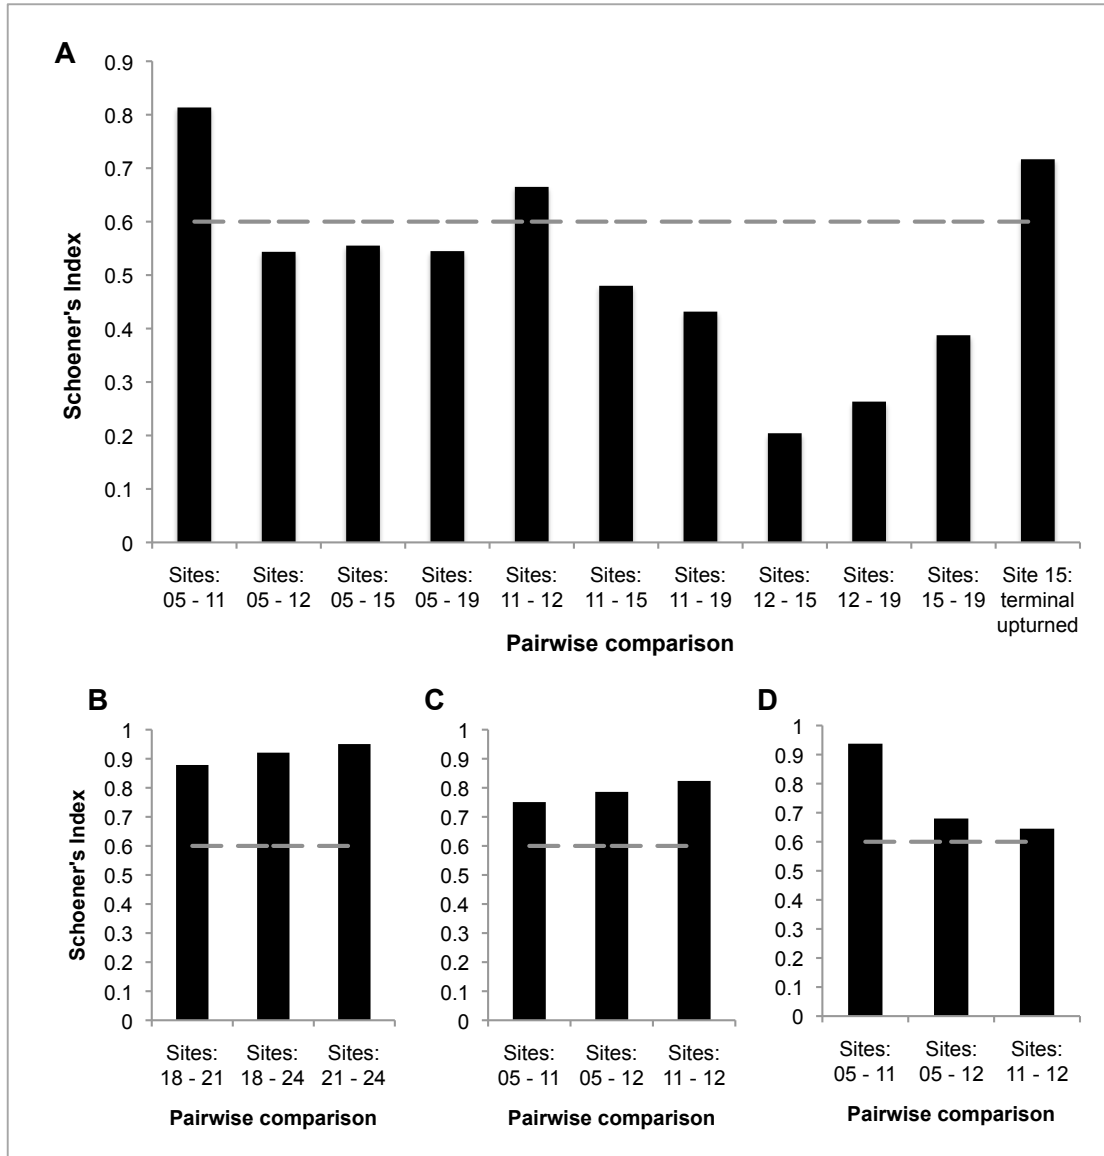 A
0.9
0.8
0.7
0.6
0.5
0.4
0.3
0.2
0.1
0
Schoener's Index
Sites: Sites: Sites: Sites: Sites: Sites: Sites: Sites: Sites: Sites: Site 15:
05 - 11 05 - 12 05 - 15 05 - 19 11 - 12 11 - 15 11 - 19 12 - 15 12 - 19 15 - 19 terminal
upturned
Pairwise comparison
B
1
0.9
0.8
0.7
0.6
0.5
0.4
0.3
0.2
0.1
0
Schoener's Index
Sites: Sites: Sites:
18 - 21 18 - 24 21 - 24
Pairwise comparison
C
1
0.9
0.8
0.7
0.6
0.5
0.4
0.3
0.2
0.1
0
Sites: Sites: Sites:
05 - 11 05 - 12 11 - 12
Pairwise comparison
D
1
0.9
0.8
0.7
0.6
0.5
0.4
0.3
0.2
0.1
0
Sites: Sites: Sites:
05 - 11 05 - 12 11 - 12
Pairwise comparison